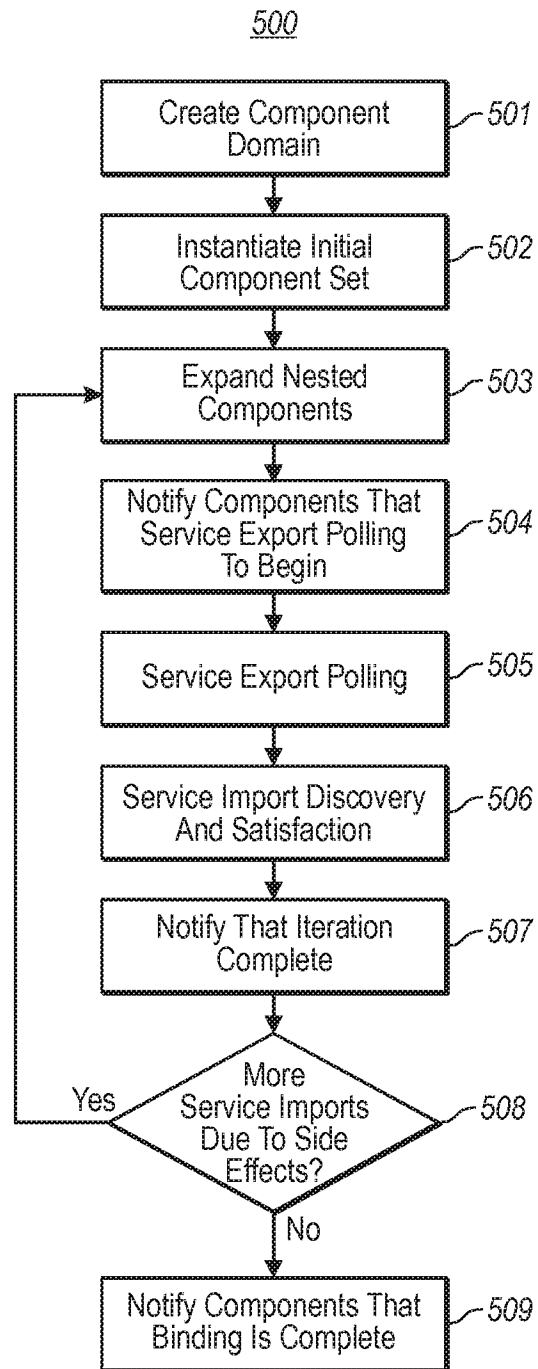 500
Create Component
Domain
501
Instantiate Initial
Component Set
502
Expand Nested
Components
503
Notify Components That
Service Export Polling
To Begin
504
Service Export Polling
505
Service Import Discovery
And Satisfaction
506
Notify That Iteration
Complete
507
More
Service Imports
Due To Side
Effects?
508
Yes
No
Notify Components That
Binding Is Complete
509